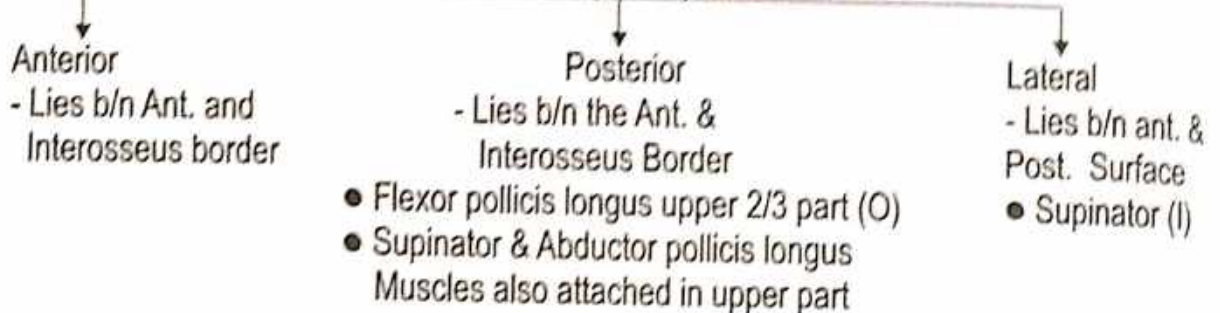 Anterior
- Lies b/n Ant. and
Interosseus border
Posterior
- Lies b/n the Ant. &
Interosseus Border
● Flexor pollicis longus upper 2/3 part (O)
● Supinator & Abductor pollicis longus
Muscles also attached in upper part
Lateral
- Lies b/n ant. &
Post. Surface
● Supinator (I)